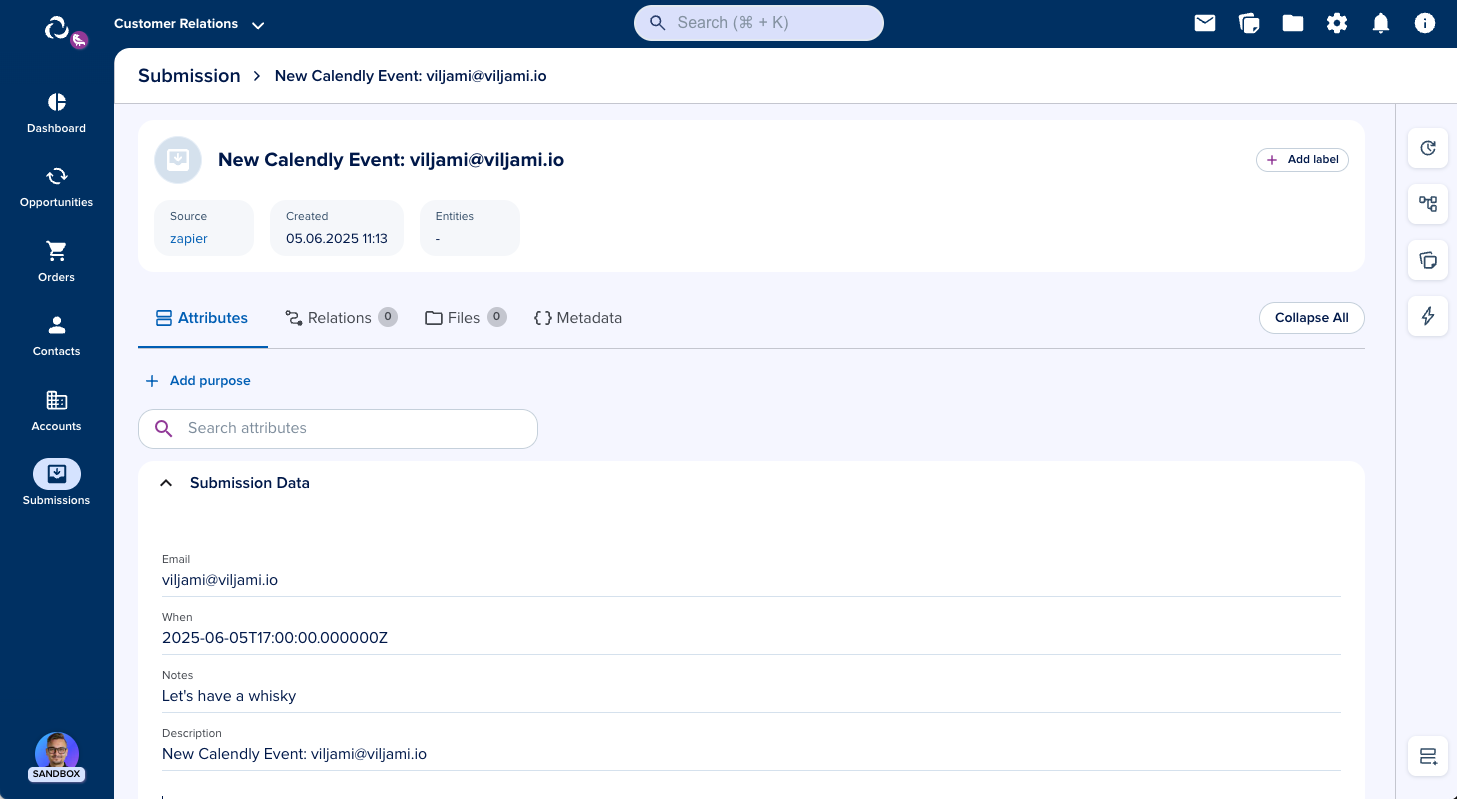 Customer Relations
Search (⌘ + K)
Submission > New Calendly Event: viljami@viljami.io
Dashboard
Opportunities
Orders
Contacts
Accounts
Submissions
SANDBOX
New Calendly Event: viljami@viljami.io
+ Add label
Source
zapier
Created
05.06.2025 11:13
Entities
-
Attributes
Relations 0
Files 0
Metadata
Collapse All
+ Add purpose
Search attributes
Submission Data
Email
viljami@viljami.io
When
2025-06-05T17:00:00.000000Z
Notes
Let's have a whisky
Description
New Calendly Event: viljami@viljami.io